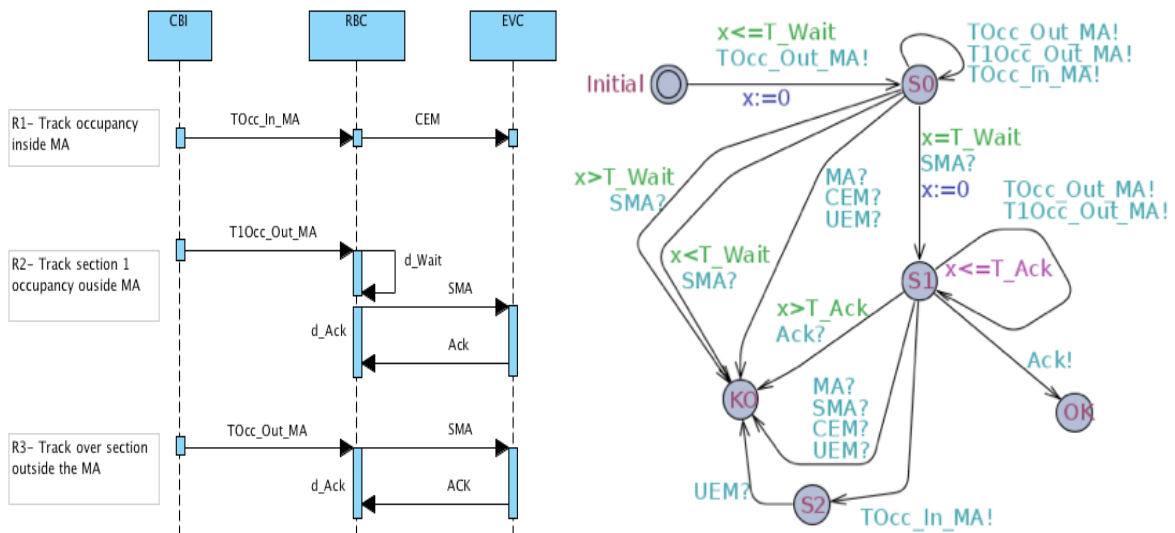 CBI
RBC
EVC
R1- Track occupancy
inside MA
TOcc_In_MA
CEM
R2- Track section 1
occupancy ouside MA
T1Occ_Out_MA
d_Wait
SMA
d_Ack
Ack
R3- Track over section
outside the MA
TOcc_Out_MA
SMA
d_Ack
ACK
Initial
x<=T_Wait
TOcc_Out_MA!
x:=0
S0
TOcc_Out_MA!
T1Occ_Out_MA!
TOcc_In_MA!
x>T_Wait
SMA?
x<T_Wait
SMA?
MA?
CEM?
UEM?
x=T_Wait
SMA?
x:=0
TOcc_Out_MA!
T1Occ_Out_MA!
x<=T_Ack
S1
x>T_Ack
Ack?
Ack!
KO
OK
MA?
SMA?
CEM?
UEM?
UEM?
S2
TOcc_In_MA!